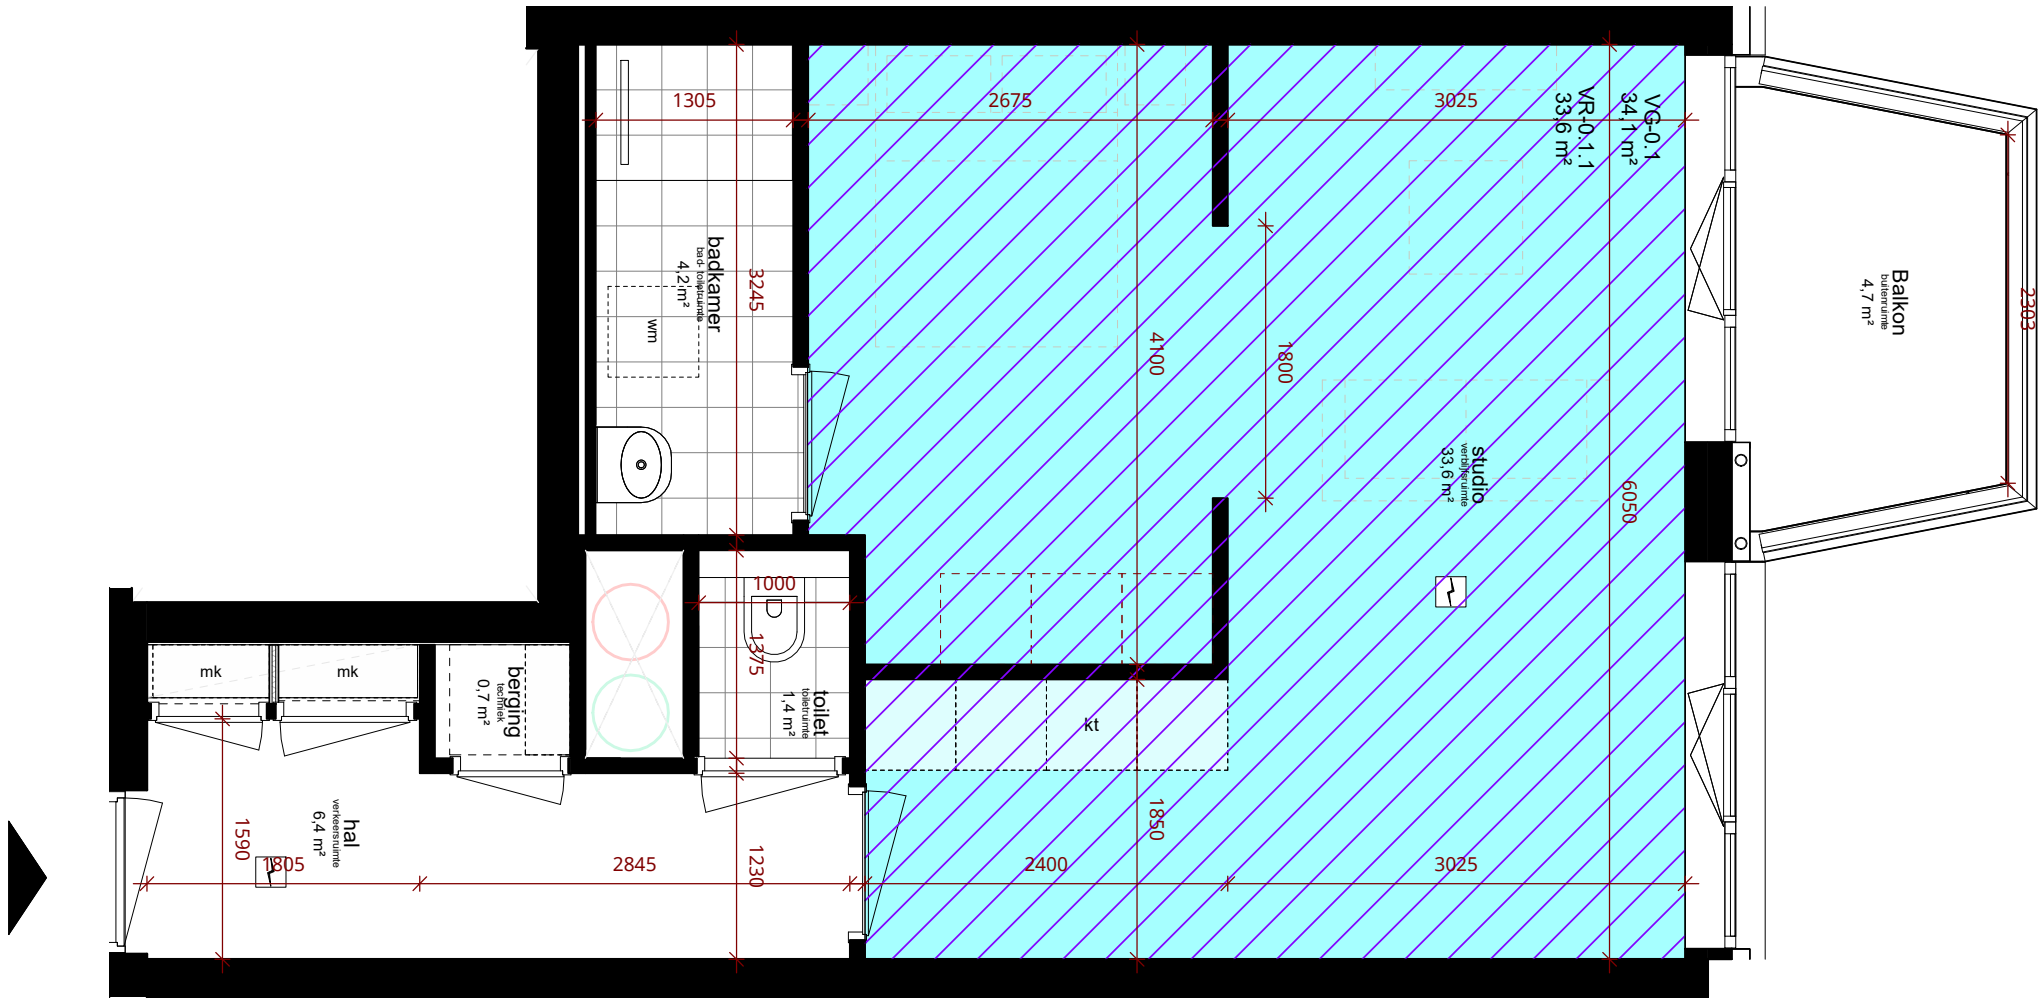 1305
2675
3025
VG-0.1
34,1 m²
VR-0.1.1
33,6 m²
badkamer
bad- toiletruimte
4,2 m²
3245
wm
4100
1800
Balkon
buitenruimte
4,7 m²
2303
studio
verblijfsruimte
33,6 m²
6050
1000
1375
toilet
toiletruimte
1,4 m²
mk
mk
berging
techniek
0,7 m²
kt
hal
verkeersruimte
6,4 m²
1590
1805
2845
1230
2400
1850
3025